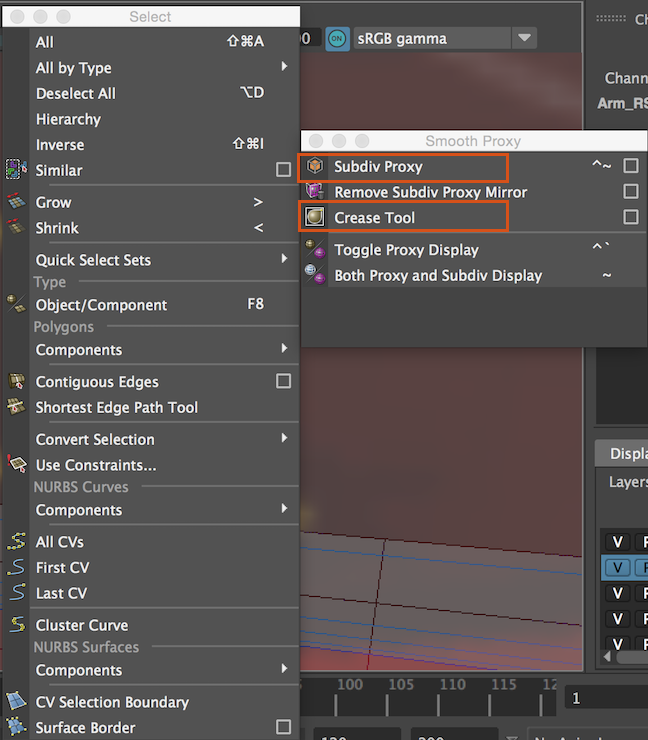 Select
All ⇧⌘A
All by Type
Deselect All ⌥D
Hierarchy
Inverse ⇧⌘I
Similar
Grow >
Shrink <
Quick Select Sets
Type
Object/Component F8
Polygons
Components
Contiguous Edges
Shortest Edge Path Tool
Convert Selection
Use Constraints...
NURBS Curves
Components
All CVs
First CV
Last CV
Cluster Curve
NURBS Surfaces
Components
CV Selection Boundary
Surface Border
ON sRGB gamma
Smooth Proxy
Subdiv Proxy ^~
Remove Subdiv Proxy Mirror
Crease Tool
Toggle Proxy Display ^`
Both Proxy and Subdiv Display ~
Ch
Chann
Arm_RS
Displa
Layers
V
V
V
V
V
100 105 110 115 12
1